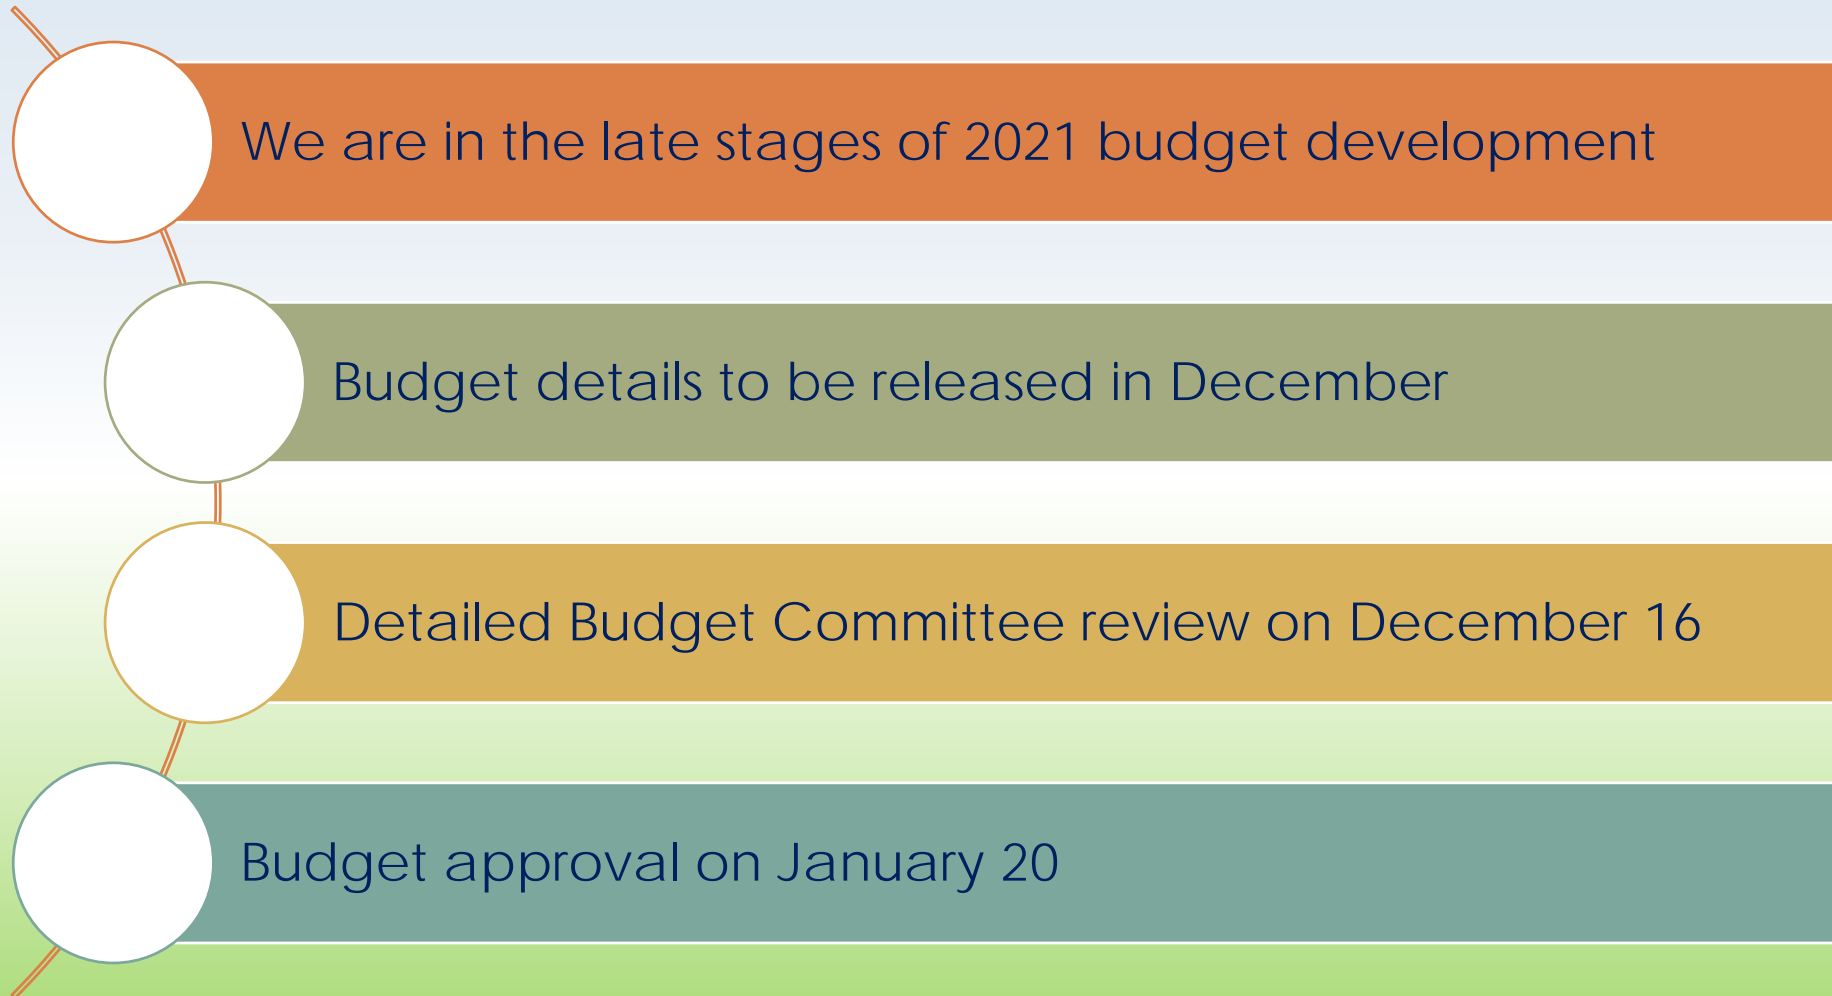 We are in the late stages of 2021 budget development
Budget details to be released in December
Detailed Budget Committee review on December 16
Budget approval on January 20